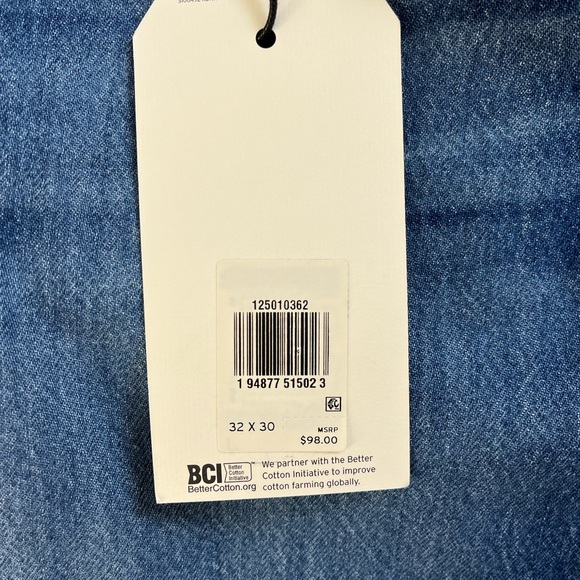 125010362
1 94877 51502 3
32 X 30
MSRP
$98.00
BCI Better Cotton Initiative
BetterCotton.org
We partner with the Better
Cotton Initiative to improve
cotton farming globally.